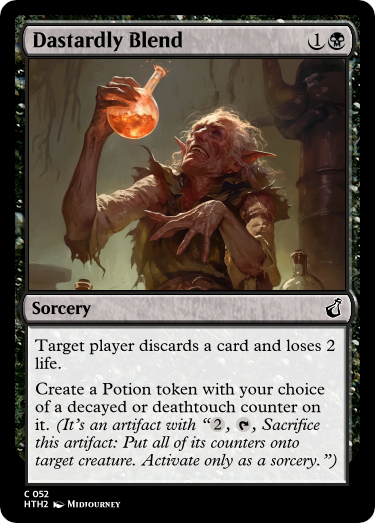 Dastardly Blend 1
Sorcery
Target player discards a card and loses 2
life.
Create a Potion token with your choice
of a decayed or deathtouch counter on
it. (It's an artifact with “2, , Sacrifice
this artifact: Put all of its counters onto
target creature. Activate only as a sorcery.”)
C 052
HTH2 Midjourney